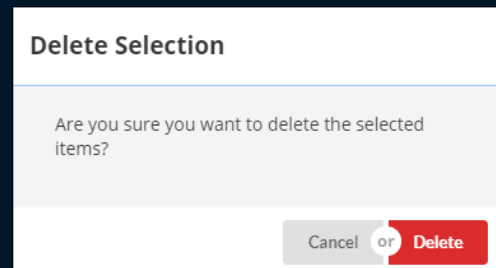 Delete Selection
Are you sure you want to delete the selected
items?
Cancel or Delete